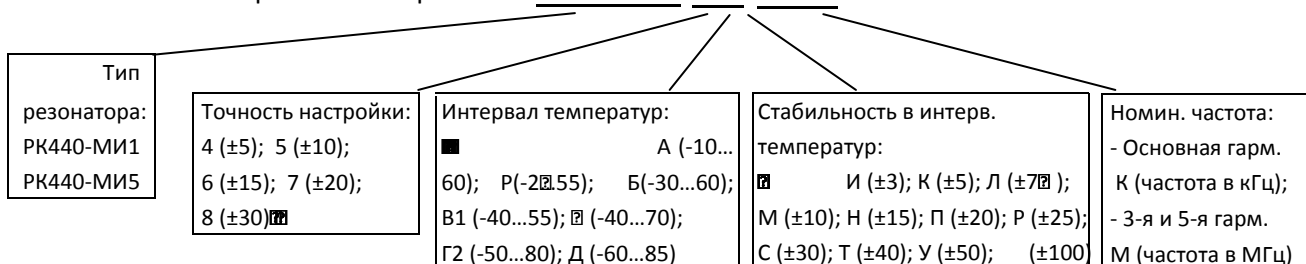 Тип
резонатора:
РК440-МИ1
РК440-МИ5
Точность настройки:
4 (±5); 5 (±10);
6 (±15); 7 (±20);
8 (±30)
Интервал температур:
А (-10...
60); Р(-2 .55); Б(-30...60);
В1 (-40...55); (-40...70);
Г2 (-50...80); Д (-60...85)
Стабильность в интерв.
температур:
И (±3); К (±5); Л (±7 );
М (±10); Н (±15); П (±20); Р (±25);
С (±30); Т (±40); У (±50); (±100)
Номин. частота:
- Основная гарм.
К (частота в кГц);
- 3-я и 5-я гарм.
М (частота в МГц)